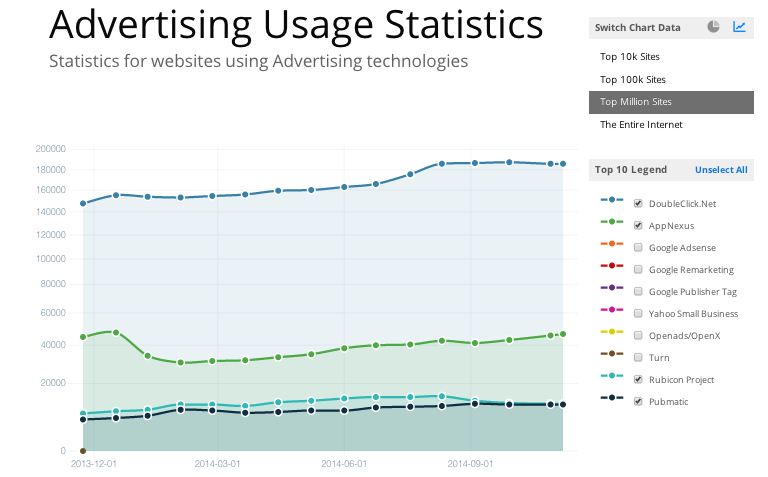 Advertising Usage Statistics
Statistics for websites using Advertising technologies
Switch Chart Data
Top 10k Sites
Top 100k Sites
Top Million Sites
The Entire Internet
Top 10 Legend
Unselect All
DoubleClick.Net
AppNexus
Google Adsense
Google Remarketing
Google Publisher Tag
Yahoo Small Business
Openads/OpenX
Turn
Rubicon Project
Pubmatic
200000
180000
160000
140000
120000
100000
80000
60000
40000
20000
0
2013-12-01
2014-03-01
2014-06-01
2014-09-01